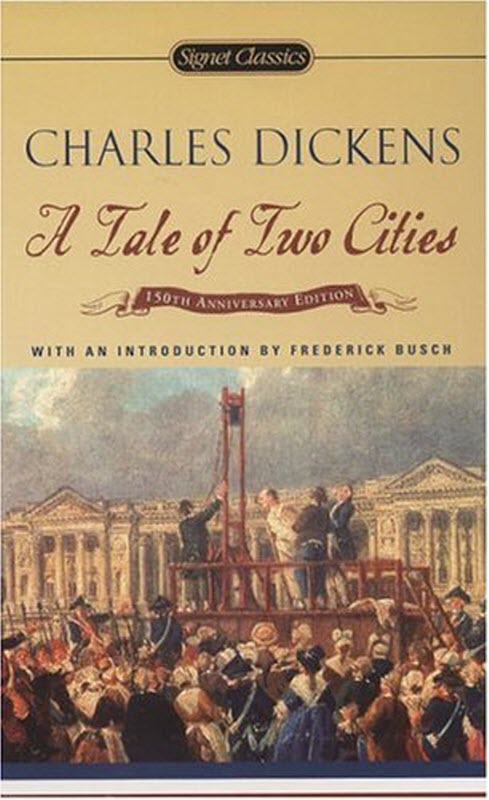 Signet Classics
CHARLES DICKENS
A Tale of Two Cities
150TH ANNIVERSARY EDITION
WITH AN INTRODUCTION BY FREDERICK BUSCH